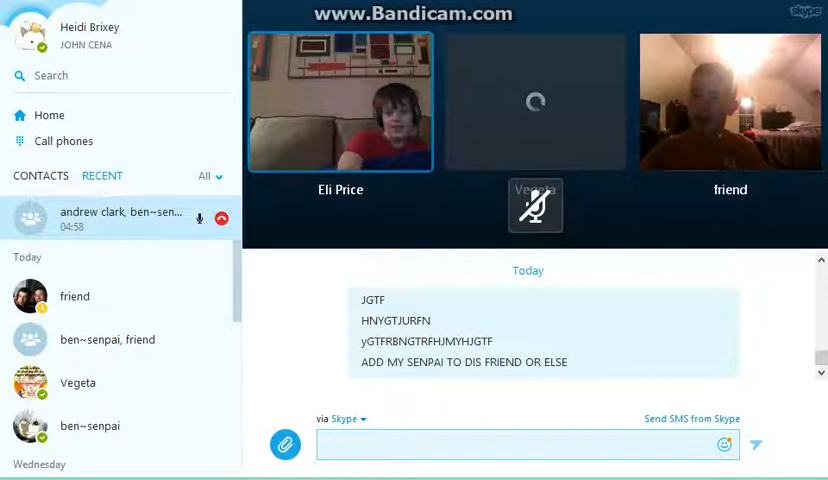 www.Bandicam.com
skype
Heidi Brixey
JOHN CENA
Search
Home
Call phones
CONTACTS RECENT All
andrew clark, ben~sen...
04:58
Today
friend
ben~senpai, friend
Vegeta
ben~senpai
Wednesday
Eli Price
Vegeta
friend
Today
JGTF
HNYGTJURFN
yGTFRBNGTRFHJMYHJGTF
ADD MY SENPAI TO DIS FRIEND OR ELSE
via Skype
Send SMS from Skype